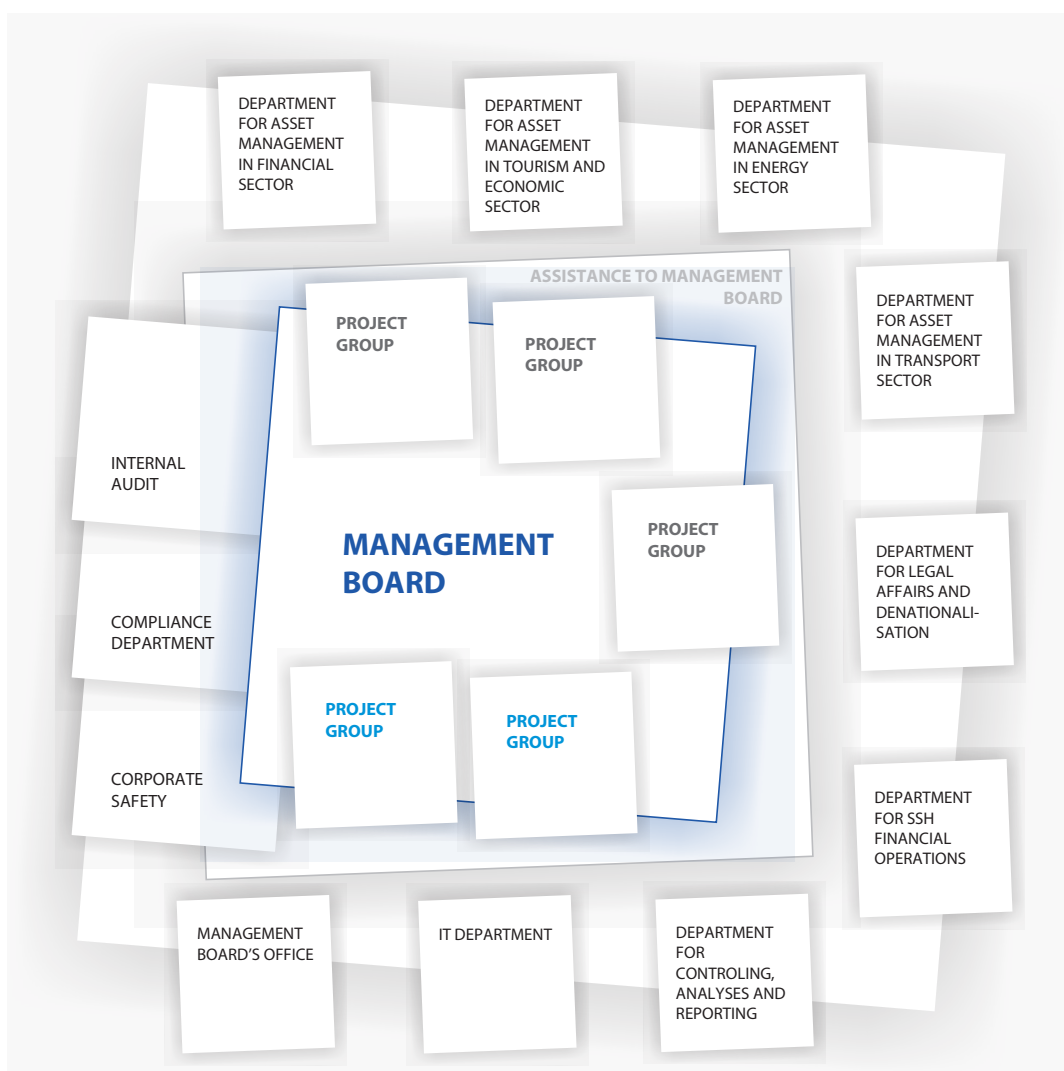 DEPARTMENT
FOR ASSET
MANAGEMENT
IN FINANCIAL
SECTOR
DEPARTMENT
FOR ASSET
MANAGEMENT
IN TOURISM AND
ECONOMIC
SECTOR
DEPARTMENT
FOR ASSET
MANAGEMENT
IN ENERGY
SECTOR
ASSISTANCE TO MANAGEMENT
BOARD
DEPARTMENT
FOR ASSET
MANAGEMENT
IN TRANSPORT
SECTOR
PROJECT
GROUP
PROJECT
GROUP
INTERNAL
AUDIT
PROJECT
GROUP
MANAGEMENT
BOARD
DEPARTMENT
FOR LEGAL
AFFAIRS AND
DENATIONALI-
SATION
COMPLIANCE
DEPARTMENT
PROJECT
GROUP
PROJECT
GROUP
CORPORATE
SAFETY
DEPARTMENT
FOR SSH
FINANCIAL
OPERATIONS
MANAGEMENT
BOARD'S OFFICE
IT DEPARTMENT
DEPARTMENT
FOR
CONTROLING,
ANALYSES AND
REPORTING